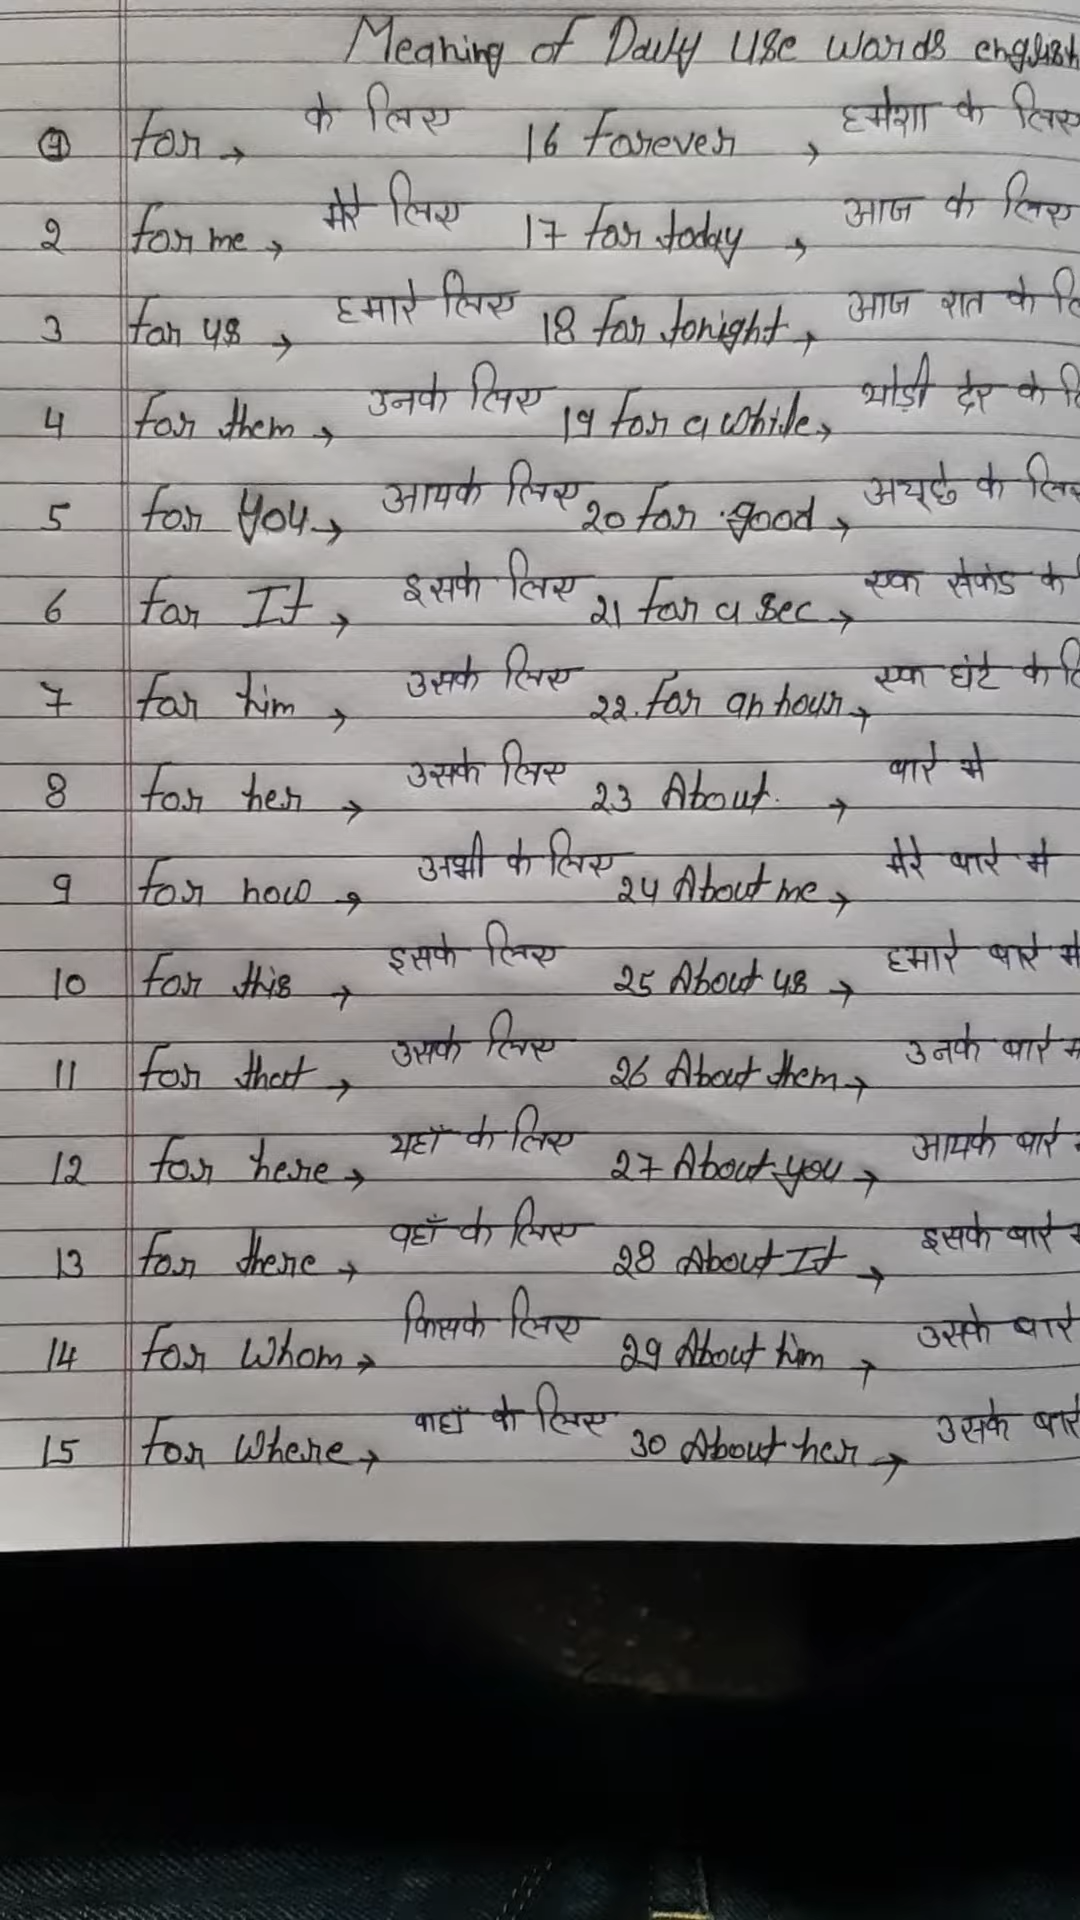 Meaning of Daily Use Words english
1 for → के लिए 16 forever → हमेशा के लिए
2 for me → मेरे लिए 17 for today → आज के लिए
3 for us → हमारे लिए 18 for tonight → आज रात के लि
4 for them → उनके लिए 19 for a while → थोड़ी देर के लि
5 for you → आपके लिए 20 for good → अच्छे के लिए
6 for It → इसके लिए 21 for a sec → एक सेकंड के
7 for him → उसके लिए 22. for an hour → एक घंटे के लि
8 for her → उसके लिए 23 About. → बारे मे
9 for now → अभी के लिए 24 About me → मेरे बारे मे
10 for this → इसके लिए 25 About us → हमारे बारे मे
11 for that → उसके लिए 26 About them → उनके बारे म
12 for here → यहाँ के लिए 27 About you → आपके बारे
13 for there → वहाँ के लिए 28 About It → इसके बारे
14 for whom → किसके लिए 29 About him → उसके बारे
15 for where → कहाँ के लिए 30 About her → उसके बारे